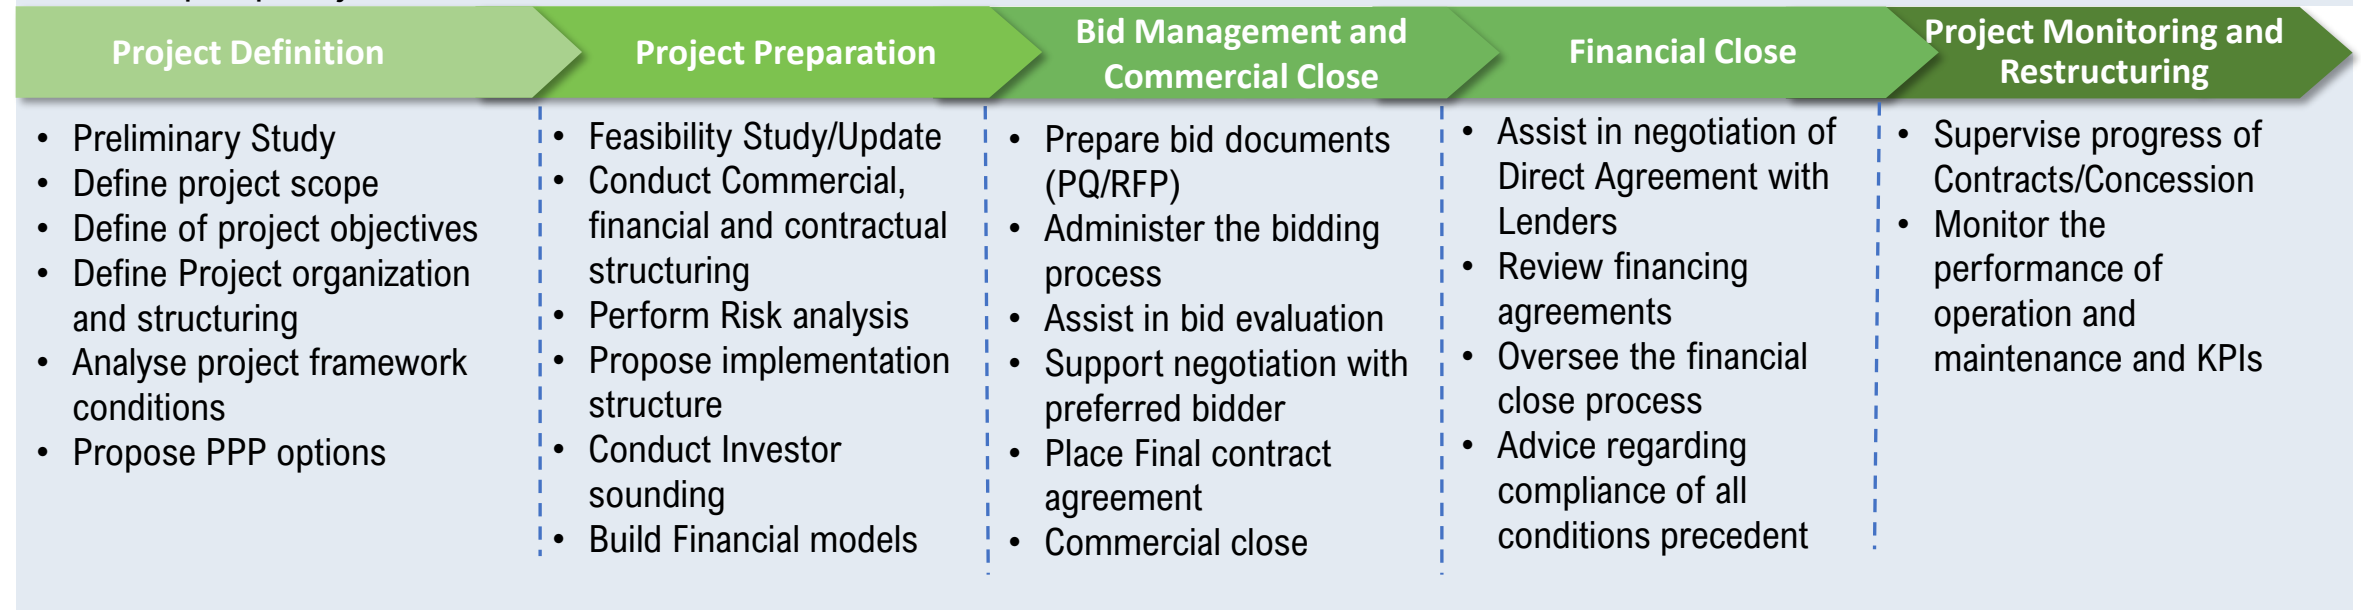 Project Definition
Project Preparation
Bid Management and
Commercial Close
Financial Close
Project Monitoring and
Restructuring
• Preliminary Study
• Define project scope
• Define of project objectives
• Define Project organization
and structuring
• Analyse project framework
conditions
• Propose PPP options
• Feasibility Study/Update
• Conduct Commercial,
financial and contractual
structuring
• Perform Risk analysis
• Propose implementation
structure
• Conduct Investor
sounding
• Build Financial models
• Prepare bid documents
(PQ/RFP)
• Administer the bidding
process
• Assist in bid evaluation
• Support negotiation with
preferred bidder
• Place Final contract
agreement
• Commercial close
• Assist in negotiation of
Direct Agreement with
Lenders
• Review financing
agreements
• Oversee the financial
close process
• Advice regarding
compliance of all
conditions precedent
• Supervise progress of
Contracts/Concession
• Monitor the
performance of
operation and
maintenance and KPIs